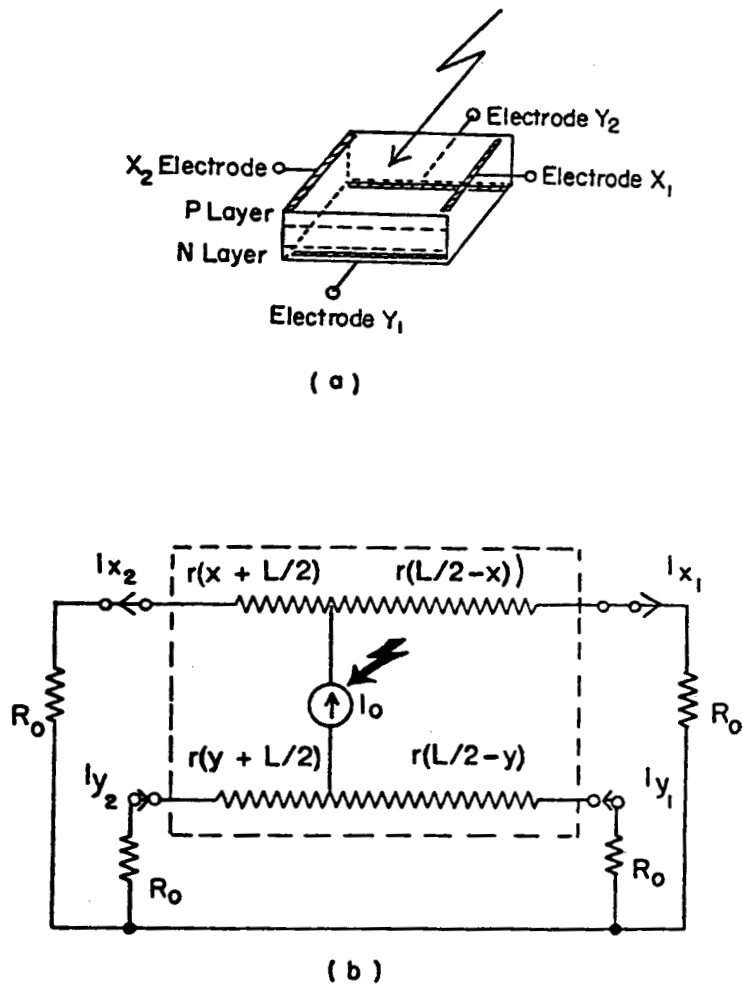 Electrode Y₂
X₂ Electrode
Electrode X₁
P Layer
N Layer
Electrode Y₁
( a )
Ix₂
r(x + L/2)
r(L/2-x))
Ix₁
R₀
I₀
R₀
r(y + L/2)
r(L/2-y)
Iy₂
Iy₁
R₀
R₀
( b )